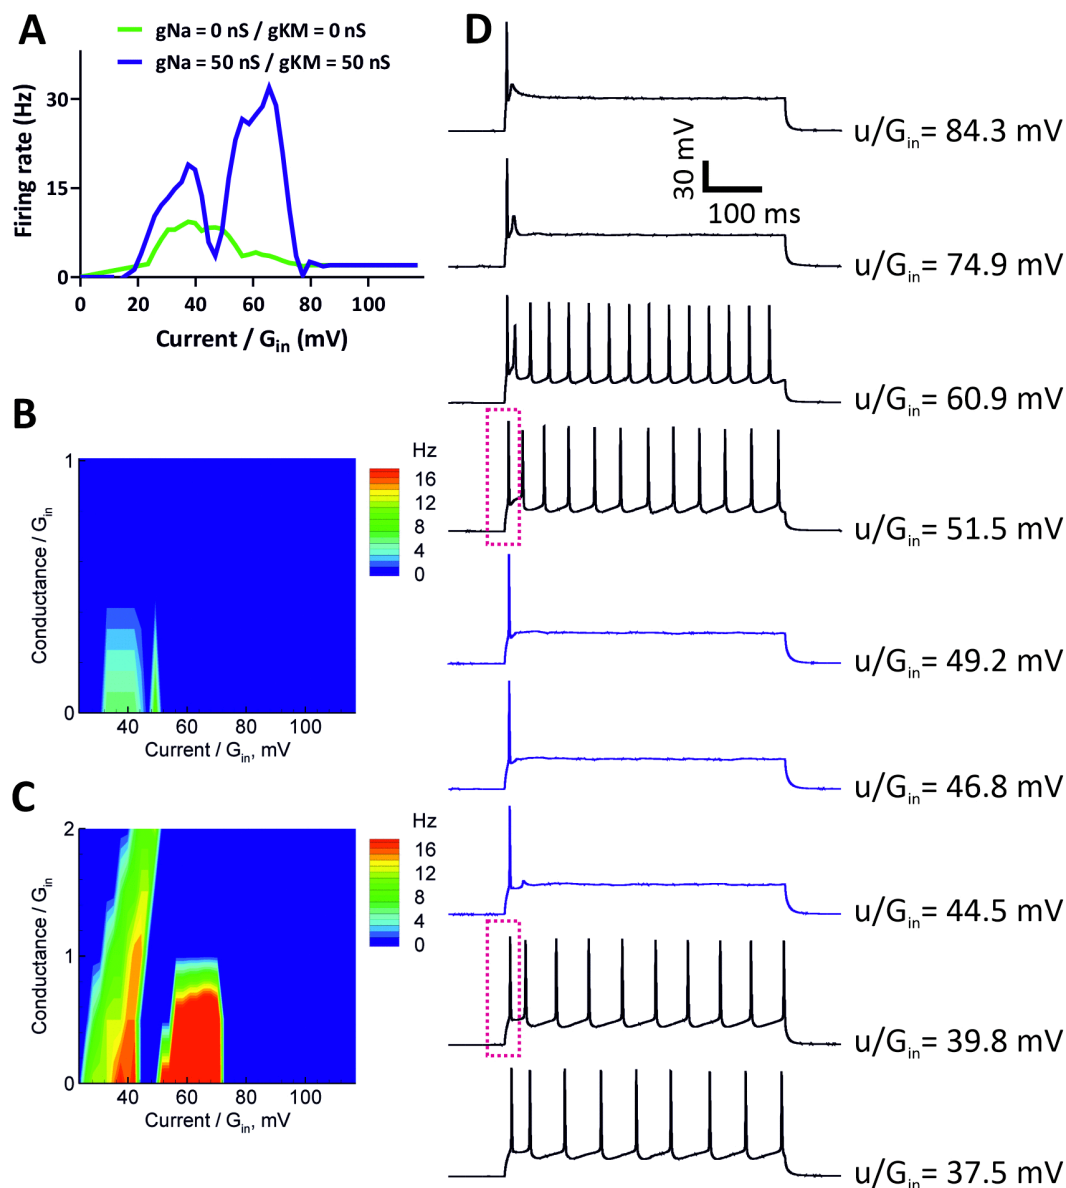 A
gNa = 0 nS / gKM = 0 nS
gNa = 50 nS / gKM = 50 nS
Firing rate (Hz)
30
15
0
0 20 40 60 80 100
Current / Gin (mV)
B
Hz
16
12
8
4
0
1
0
Conductance / Gin
40 60 80 100
Current / Gin, mV
C
Hz
16
12
8
4
0
2
1
0
Conductance / Gin
40 60 80 100
Current / Gin, mV
D
u/Gin= 84.3 mV
30 mV
100 ms
u/Gin= 74.9 mV
u/Gin= 60.9 mV
u/Gin= 51.5 mV
u/Gin= 49.2 mV
u/Gin= 46.8 mV
u/Gin= 44.5 mV
u/Gin= 39.8 mV
u/Gin= 37.5 mV